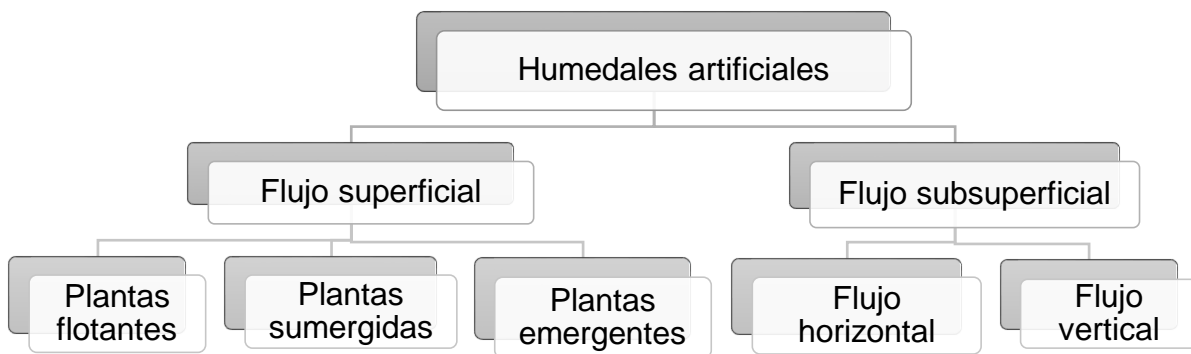 Humedales artificiales
Flujo superficial
Flujo subsuperficial
Plantas
flotantes
Plantas
sumergidas
Plantas
emergentes
Flujo
horizontal
Flujo
vertical